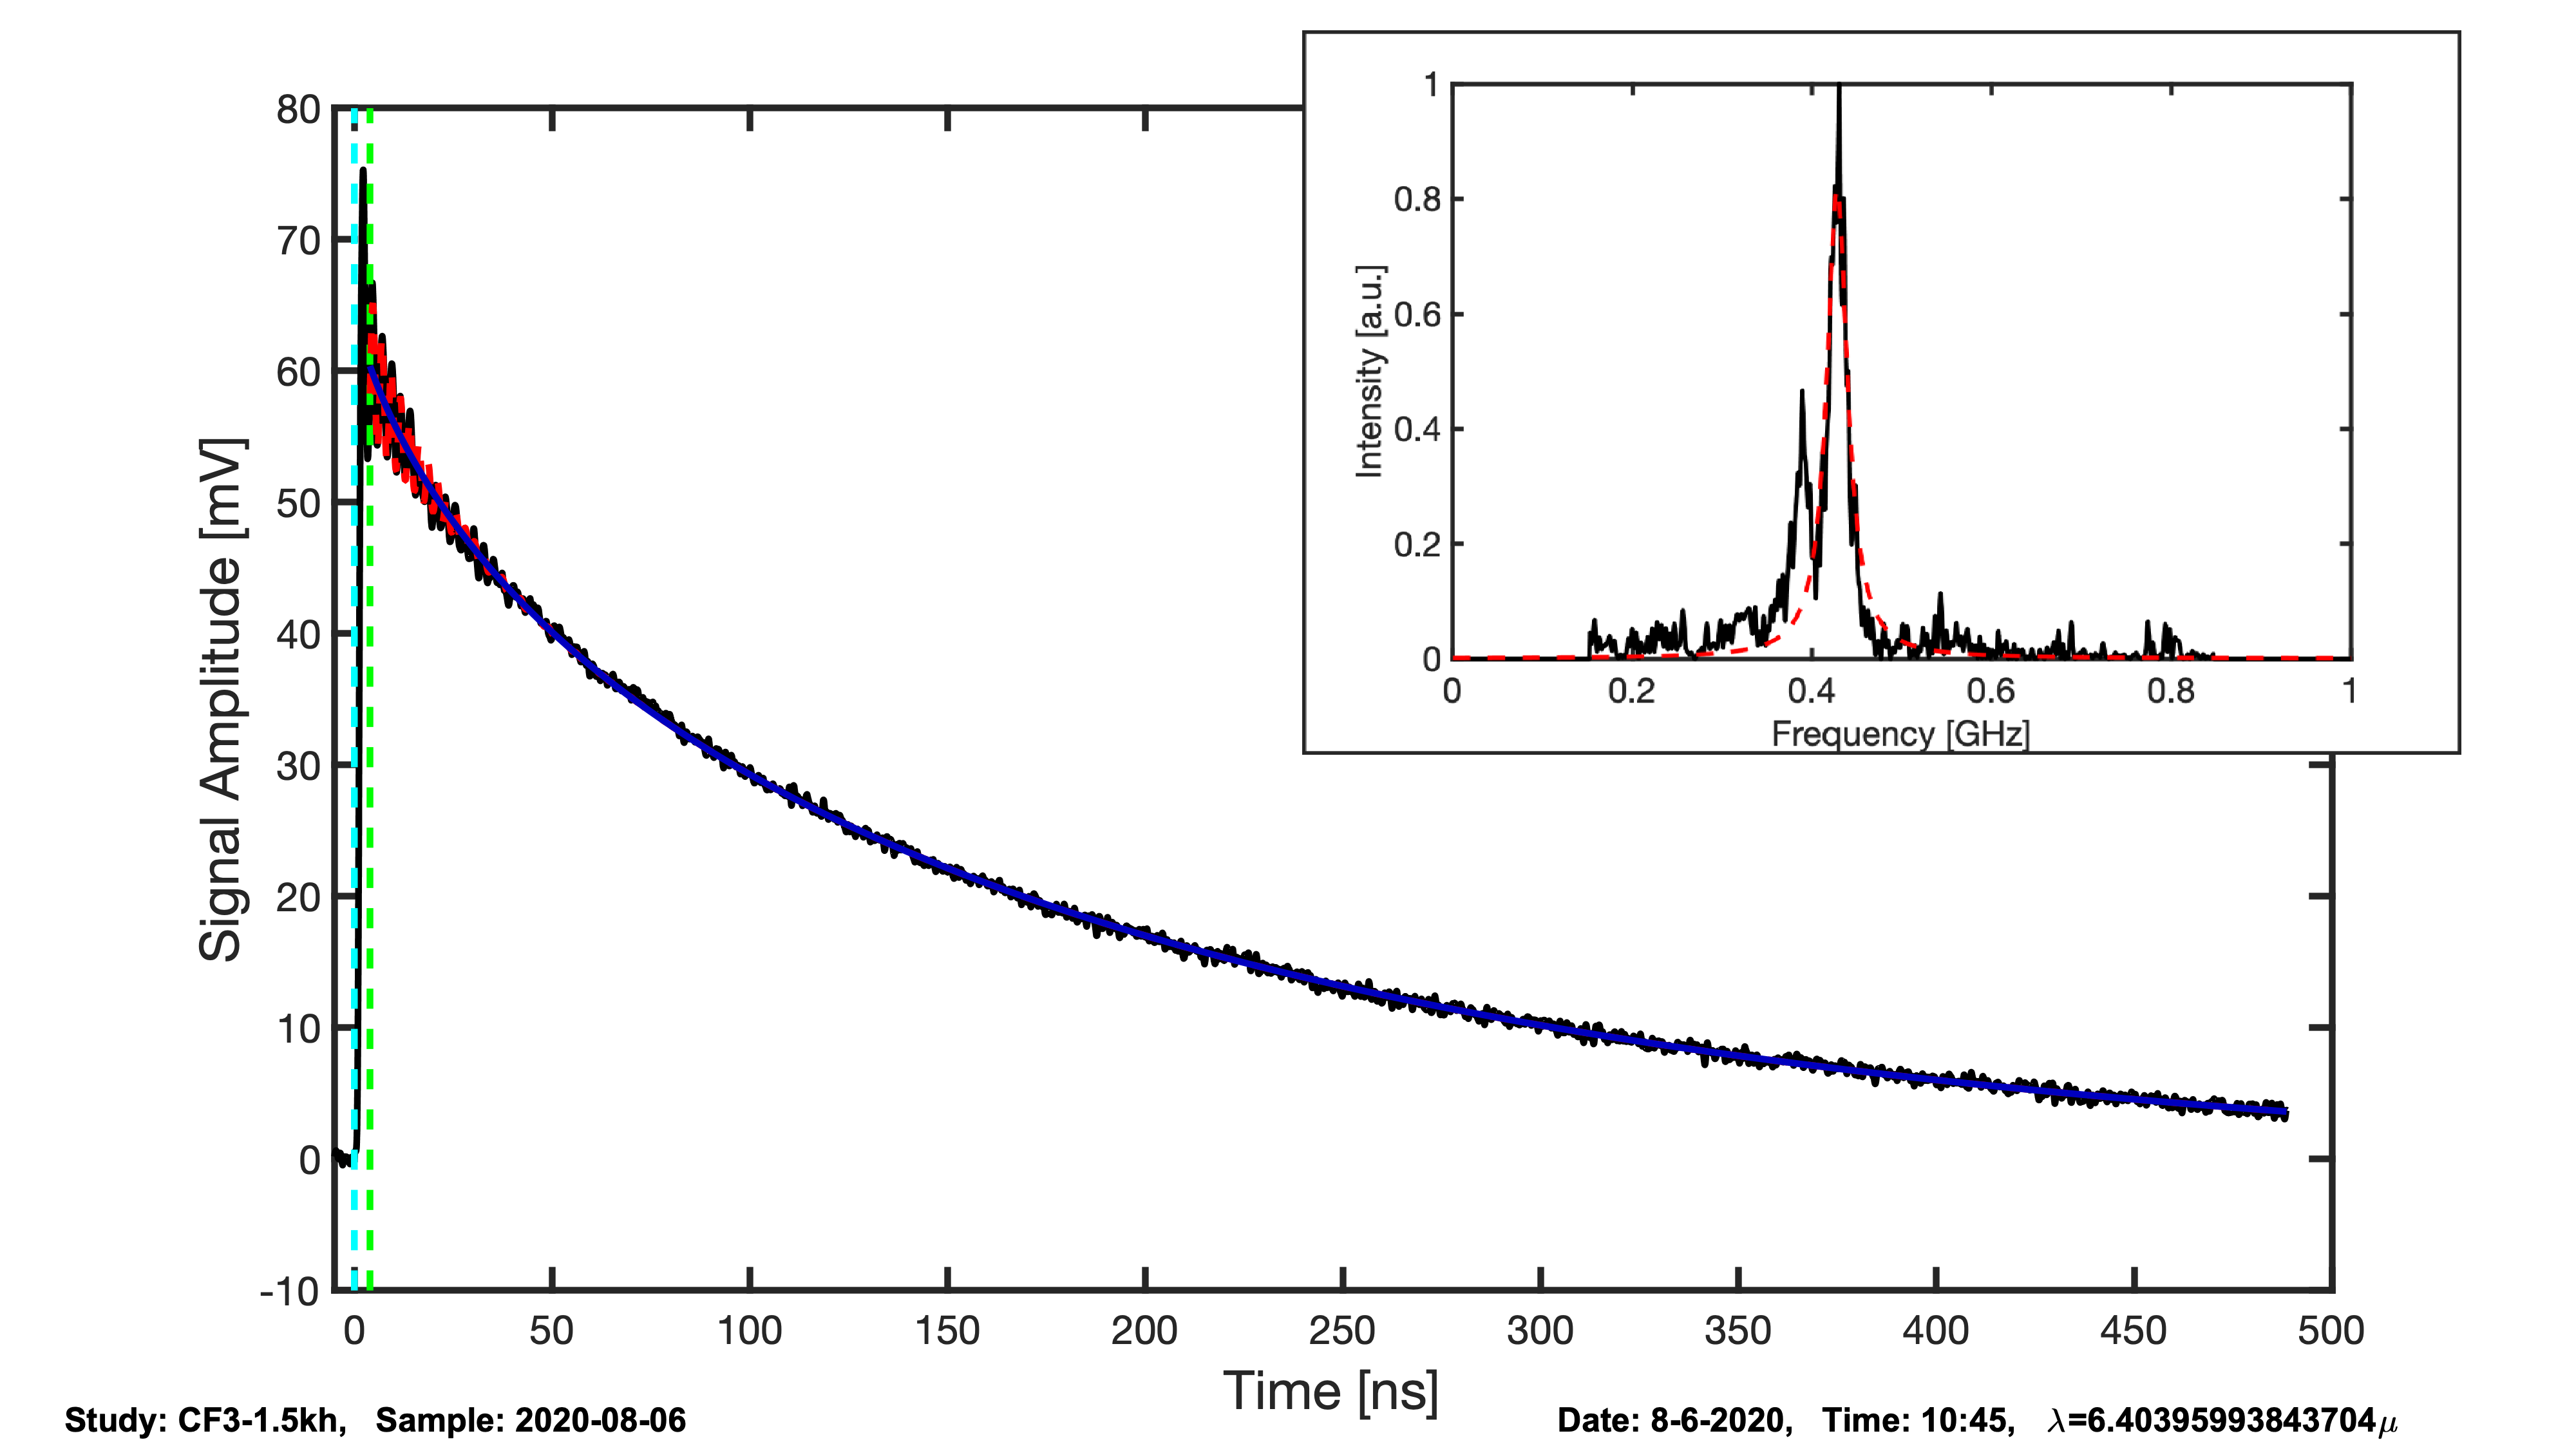 1
0.8
0.6
0.4
0.2
0
0 0.2 0.4 0.6 0.8 1
Intensity [a.u.]
Frequency [GHz]
80
70
60
50
40
30
20
10
0
-10
Signal Amplitude [mV]
0 50 100 150 200 250 300 350 400 450 500
Time [ns]
Study: CF3-1.5kh, Sample: 2020-08-06
Date: 8-6-2020, Time: 10:45, λ=6.40395993843704μ